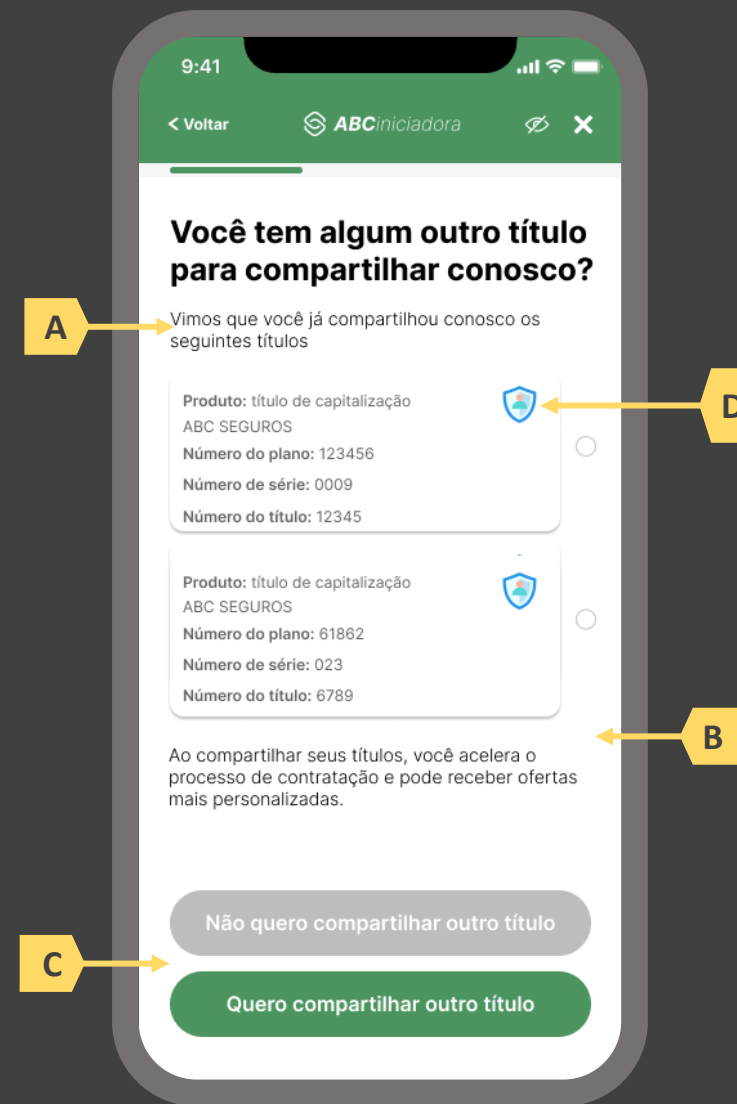 9:41
< Voltar
ABCiniciadora
Você tem algum outro título
para compartilhar conosco?
A
Vimos que você já compartilhou conosco os
seguintes títulos
Produto: título de capitalização
ABC SEGUROS
Número do plano: 123456
Número de série: 0009
Número do título: 12345
D
Produto: título de capitalização
ABC SEGUROS
Número do plano: 61862
Número de série: 023
Número do título: 6789
B
Ao compartilhar seus títulos, você acelera o
processo de contratação e pode receber ofertas
mais personalizadas.
Não quero compartilhar outro título
C
Quero compartilhar outro título